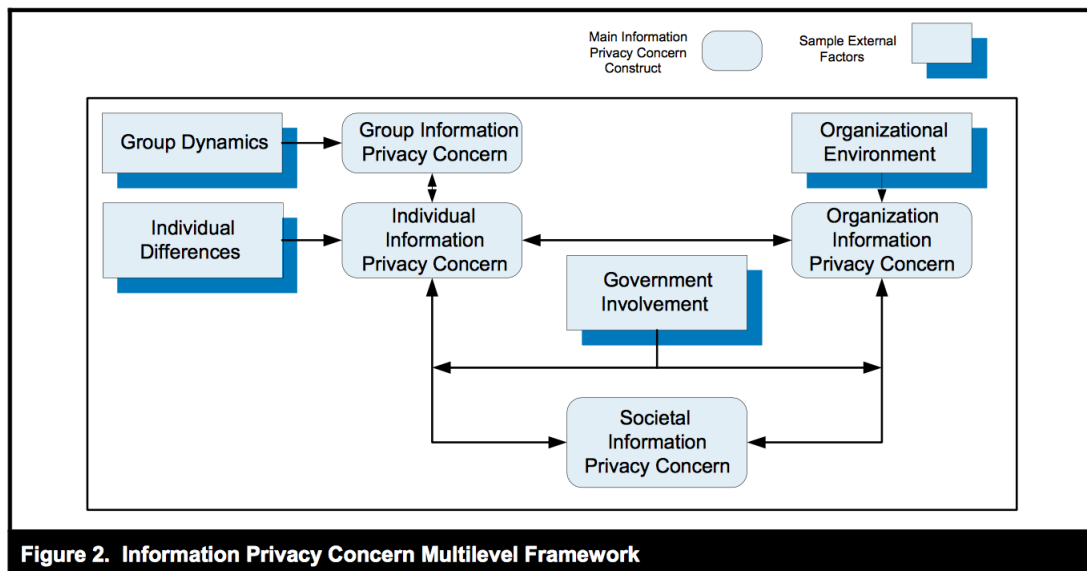 Main Information
Privacy Concern
Construct
Sample External
Factors
Group Dynamics
Group Information
Privacy Concern
Organizational
Environment
Individual
Differences
Individual
Information
Privacy Concern
Organization
Information
Privacy Concern
Government
Involvement
Societal
Information
Privacy Concern
Figure 2. Information Privacy Concern Multilevel Framework